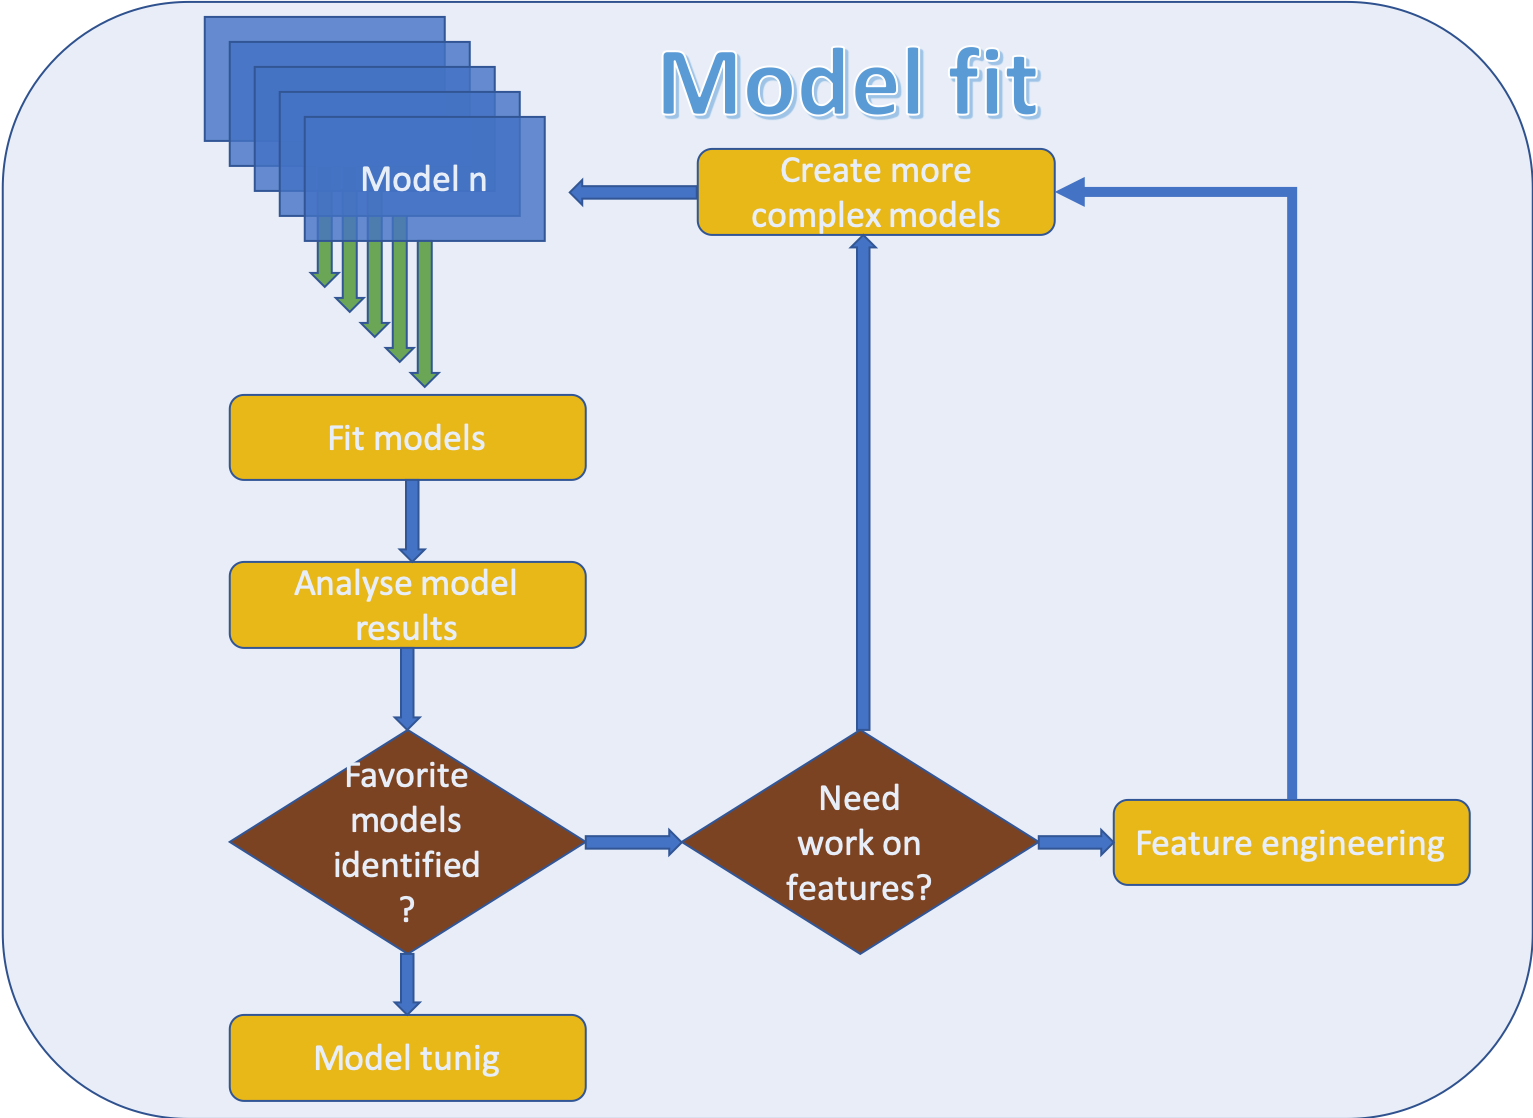 Model fit
Model n
Create more
complex models
Fit models
Analyse model
results
Favorite
models
identified
?
Need
work on
features?
Feature engineering
Model tunig